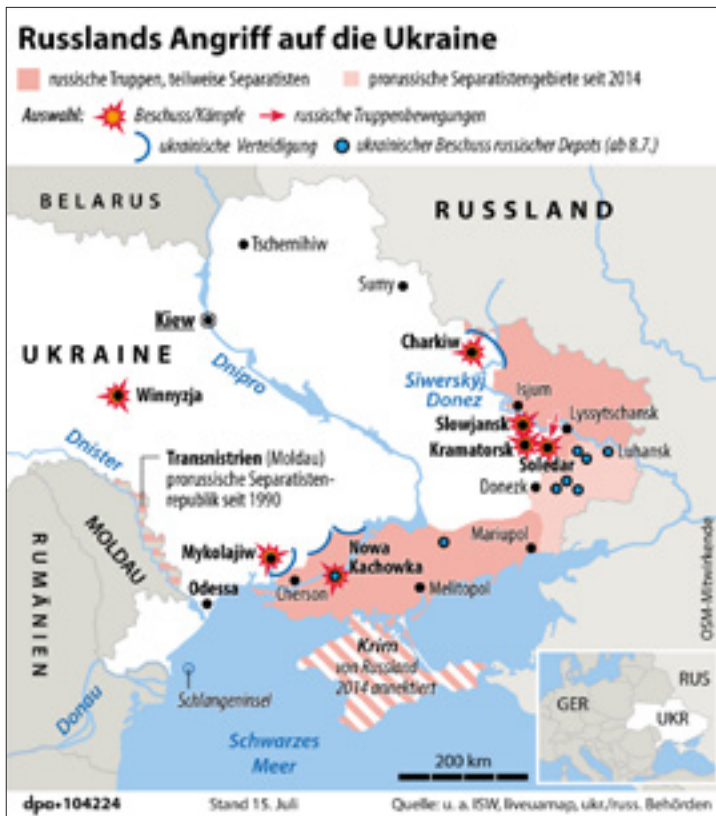 Russlands Angriff auf die Ukraine
russische Truppen, teilweise Separatisten
prorussische Separatistengebiete seit 2014
Auswahl:
Beschuss/Kämpfe
russische Truppenbewegungen
ukrainische Verteidigung
ukrainischer Beschuss russischer Depots (ab 8.7.)
BELARUS
RUSSLAND
Tschernihiw
Sumy
Kiew
Charkiw
UKRAINE
Dnipro
Siwerskyj
Donez
Isjum
Winnyzja
Slowjansk
Lyssytschansk
Dnister
Kramatorsk
Luhansk
Soledar
Transnistrien (Moldau)
prorussische Separatisten-
republik seit 1990
Donezk
MOLDAU
RUMÄNIEN
Mykolajiw
Nowa
Kachowka
Mariupol
Odessa
Cherson
Melitopol
OSM-Mitwirkende
Krim
von Russland
2014 annektiert
Donau
Schlangeninsel
Schwarzes
Meer
200 km
RUS
GER
UKR
dpa•104224
Stand 15. Juli
Quelle: u. a. ISW, liveuamap, ukr./russ. Behörden